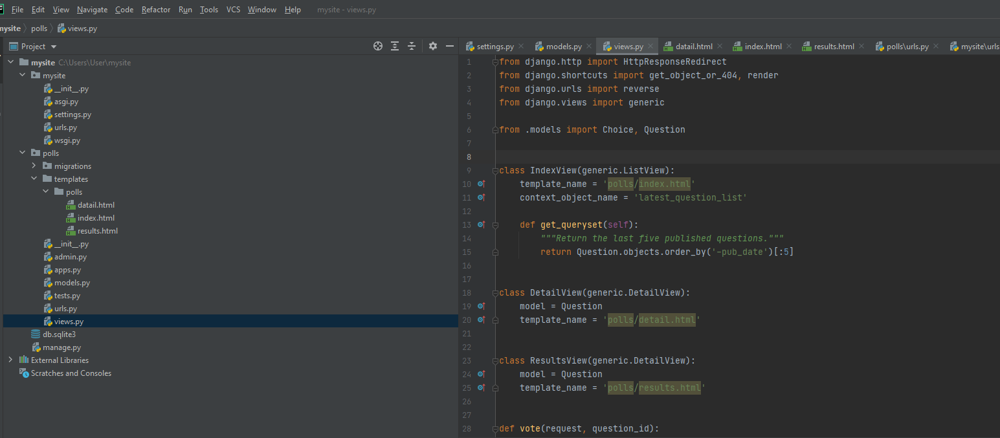 File Edit View Navigate Code Refactor Run Tools VCS Window Help mysite - views.py
mysite polls views.py
Project
settings.py models.py views.py datail.html index.html results.html polls\urls.py mysite\urls
mysite C:\Users\User\mysite
mysite
__init__.py
asgi.py
settings.py
urls.py
wsgi.py
polls
migrations
templates
polls
datail.html
index.html
results.html
__init__.py
admin.py
apps.py
models.py
tests.py
urls.py
views.py
db.sqlite3
manage.py
External Libraries
Scratches and Consoles
1 from django.http import HttpResponseRedirect
2 from django.shortcuts import get_object_or_404, render
3 from django.urls import reverse
4 from django.views import generic
5
6 from .models import Choice, Question
7
8
9 class IndexView(generic.ListView):
10 template_name = 'polls/index.html'
11 context_object_name = 'latest_question_list'
12
13 def get_queryset(self):
14 """Return the last five published questions."""
15 return Question.objects.order_by('-pub_date')[:5]
16
17
18 class DetailView(generic.DetailView):
19 model = Question
20 template_name = 'polls/detail.html'
21
22
23 class ResultsView(generic.DetailView):
24 model = Question
25 template_name = 'polls/results.html'
26
27
28 def vote(request, question_id):